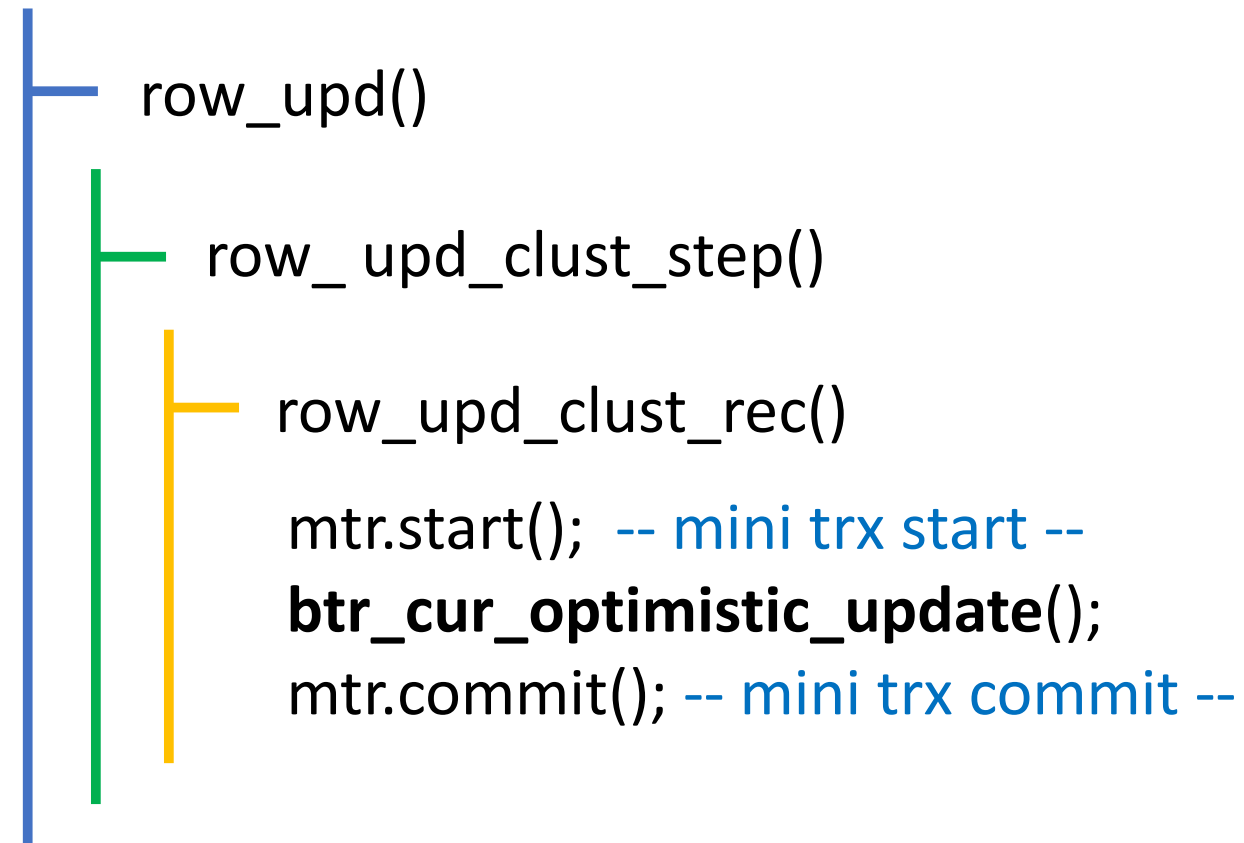 row_upd()
row_ upd_clust_step()
row_upd_clust_rec()
mtr.start(); -- mini trx start --
btr_cur_optimistic_update();
mtr.commit(); -- mini trx commit --